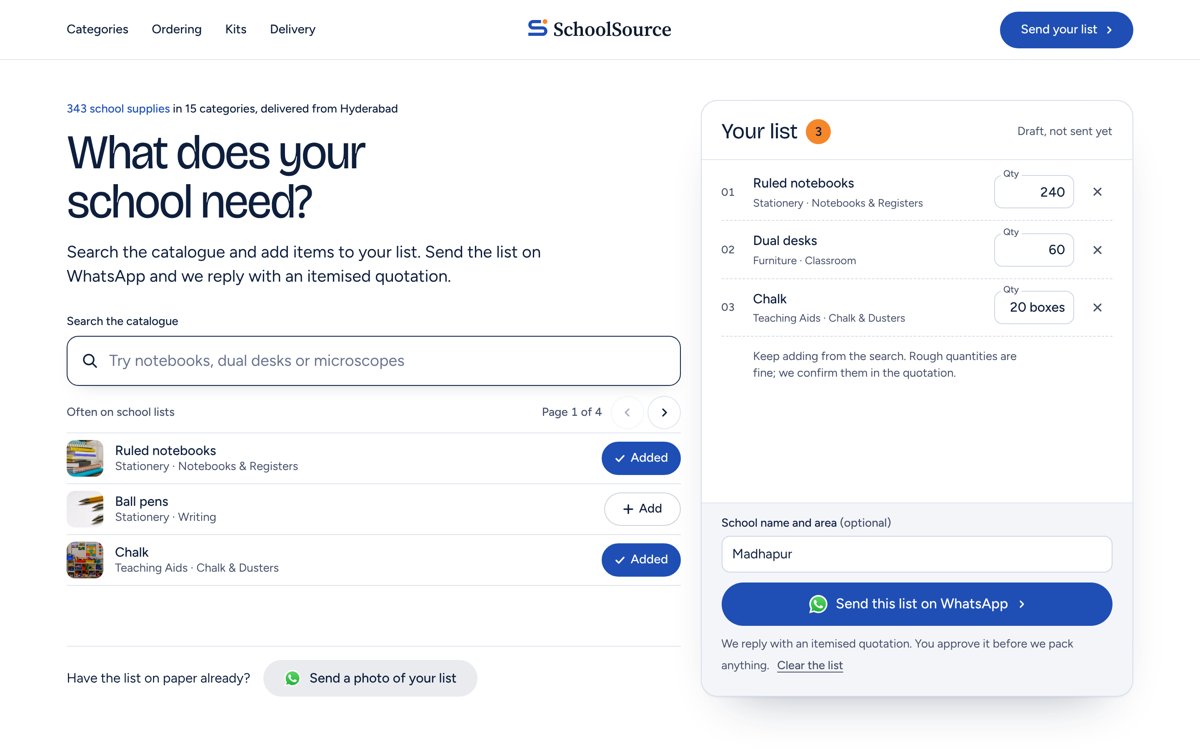 Categories
Ordering
Kits
Delivery
SchoolSource
Send your list
343 school supplies in 15 categories, delivered from Hyderabad
What does your
school need?
Search the catalogue and add items to your list. Send the list on
WhatsApp and we reply with an itemised quotation.
Search the catalogue
Try notebooks, dual desks or microscopes
Often on school lists
Page 1 of 4
Ruled notebooks
Stationery · Notebooks & Registers
Added
Ball pens
Stationery · Writing
Add
Chalk
Teaching Aids · Chalk & Dusters
Added
Have the list on paper already?
Send a photo of your list
Your list 3
Draft, not sent yet
01
Ruled notebooks
Stationery · Notebooks & Registers
Qty
240
02
Dual desks
Furniture · Classroom
Qty
60
03
Chalk
Teaching Aids · Chalk & Dusters
Qty
20 boxes
Keep adding from the search. Rough quantities are
fine; we confirm them in the quotation.
School name and area (optional)
Madhapur
Send this list on WhatsApp
We reply with an itemised quotation. You approve it before we pack
anything. Clear the list